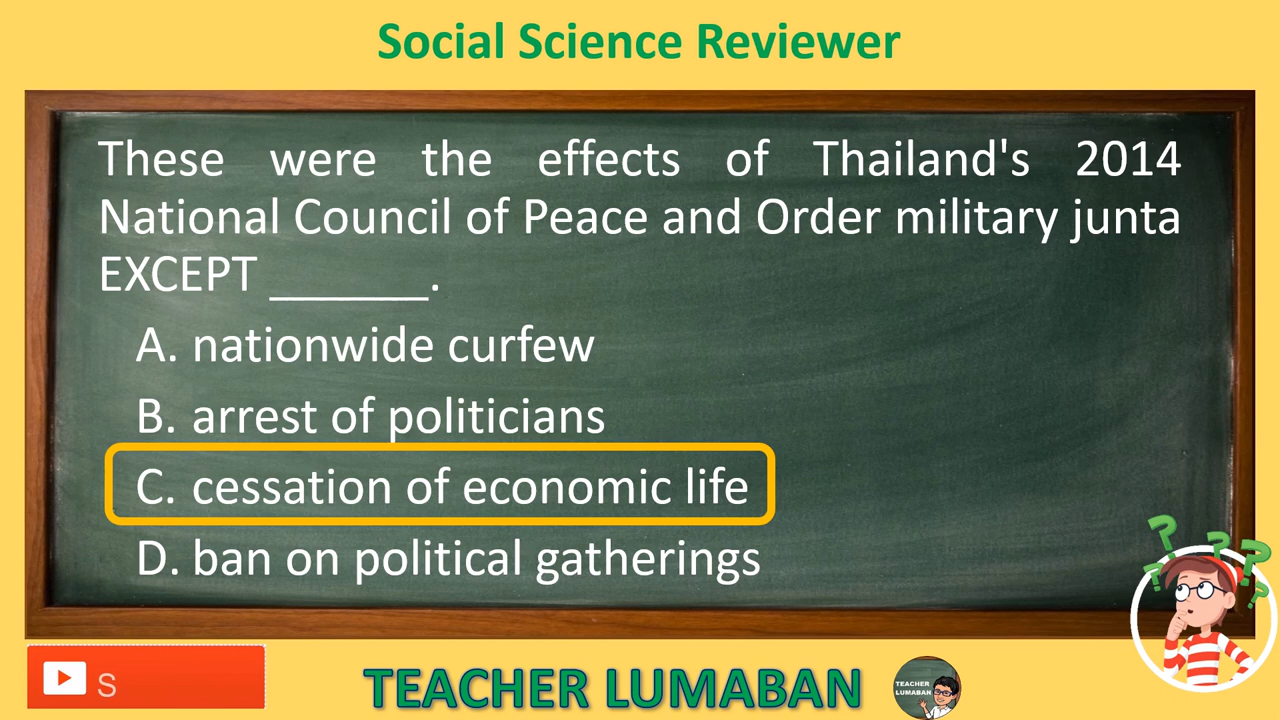 Social Science Reviewer
These were the effects of Thailand's 2014
National Council of Peace and Order military junta
EXCEPT ______.
A. nationwide curfew
B. arrest of politicians
C. cessation of economic life
D. ban on political gatherings
S
TEACHER LUMABAN
TEACHER
LUMABAN